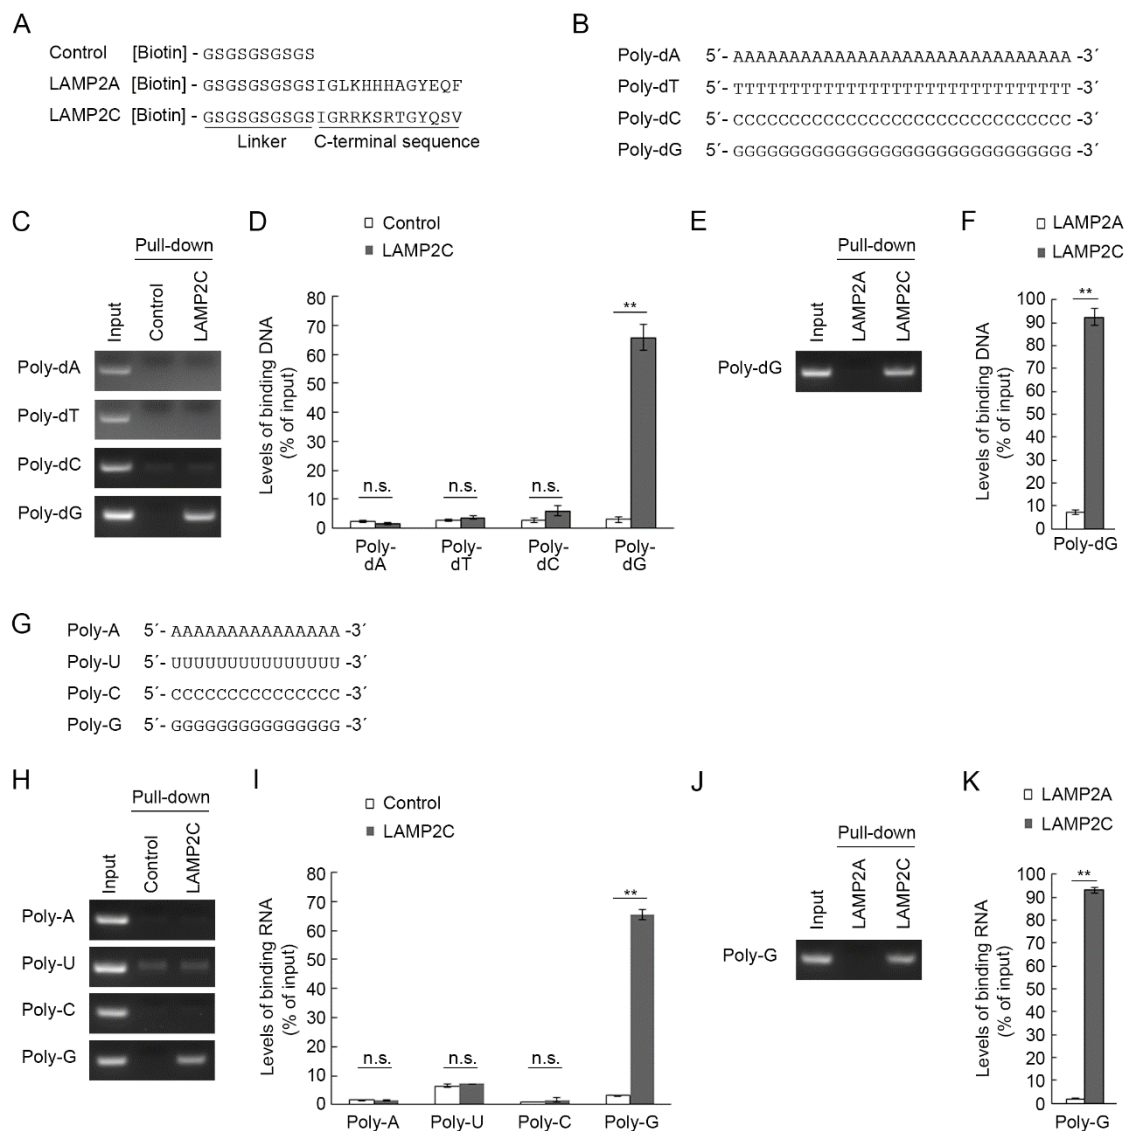 A
Control [Biotin] - GSGSGSGSGS
LAMP2A [Biotin] - GSGSGSGSGSIGLKHHHAGYEQF
LAMP2C [Biotin] - GSGSGSGSGSIGRRKSRTGYQSV
Linker C-terminal sequence
B
Poly-dA 5´- AAAAAAAAAAAAAAAAAAAAAAAAAAAAAA -3´
Poly-dT 5´- TTTTTTTTTTTTTTTTTTTTTTTTTTTTTT -3´
Poly-dC 5´- CCCCCCCCCCCCCCCCCCCCCCCCCCCCCC -3´
Poly-dG 5´- GGGGGGGGGGGGGGGGGGGGGGGGGGGGGG -3´
C
Pull-down
Input Control LAMP2C
Poly-dA
Poly-dT
Poly-dC
Poly-dG
D
Control
LAMP2C
Levels of binding DNA
(% of input)
80
70
60
50
40
30
20
10
0
n.s. n.s. n.s. **
Poly- Poly- Poly- Poly-
dA dT dC dG
E
Pull-down
Input LAMP2A LAMP2C
Poly-dG
F
LAMP2A
LAMP2C
Levels of binding DNA
(% of input)
100
90
80
70
60
50
40
30
20
10
0
**
Poly-dG
G
Poly-A 5´- AAAAAAAAAAAAAAA -3´
Poly-U 5´- UUUUUUUUUUUUUUU -3´
Poly-C 5´- CCCCCCCCCCCCCCC -3´
Poly-G 5´- GGGGGGGGGGGGGGG -3´
H
Pull-down
Input Control LAMP2C
Poly-A
Poly-U
Poly-C
Poly-G
I
Control
LAMP2C
Levels of binding RNA
(% of input)
80
70
60
50
40
30
20
10
0
n.s. n.s. n.s. **
Poly-A Poly-U Poly-C Poly-G
J
Pull-down
Input LAMP2A LAMP2C
Poly-G
K
LAMP2A
LAMP2C
Levels of binding RNA
(% of input)
100
90
80
70
60
50
40
30
20
10
0
**
Poly-G